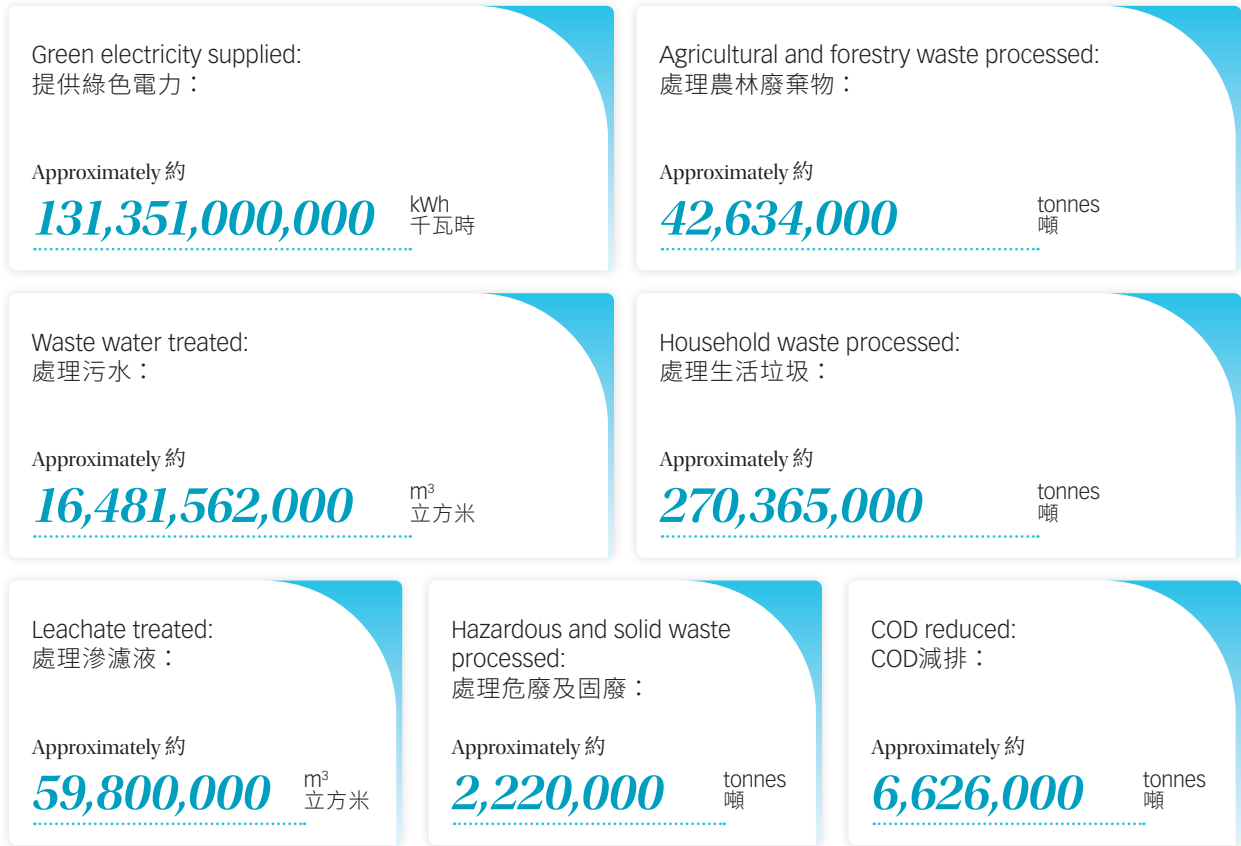 Green electricity supplied:
提供綠色電力：
Approximately 約
131,351,000,000
kWh
千瓦時
Agricultural and forestry waste processed:
處理農林廢棄物：
Approximately 約
42,634,000
tonnes
噸
Waste water treated:
處理污水：
Approximately 約
16,481,562,000
m³
立方米
Household waste processed:
處理生活垃圾：
Approximately 約
270,365,000
tonnes
噸
Leachate treated:
處理滲濾液：
Approximately 約
59,800,000
m³
立方米
Hazardous and solid waste
processed:
處理危廢及固廢：
Approximately 約
2,220,000
tonnes
噸
COD reduced:
COD減排：
Approximately 約
6,626,000
tonnes
噸